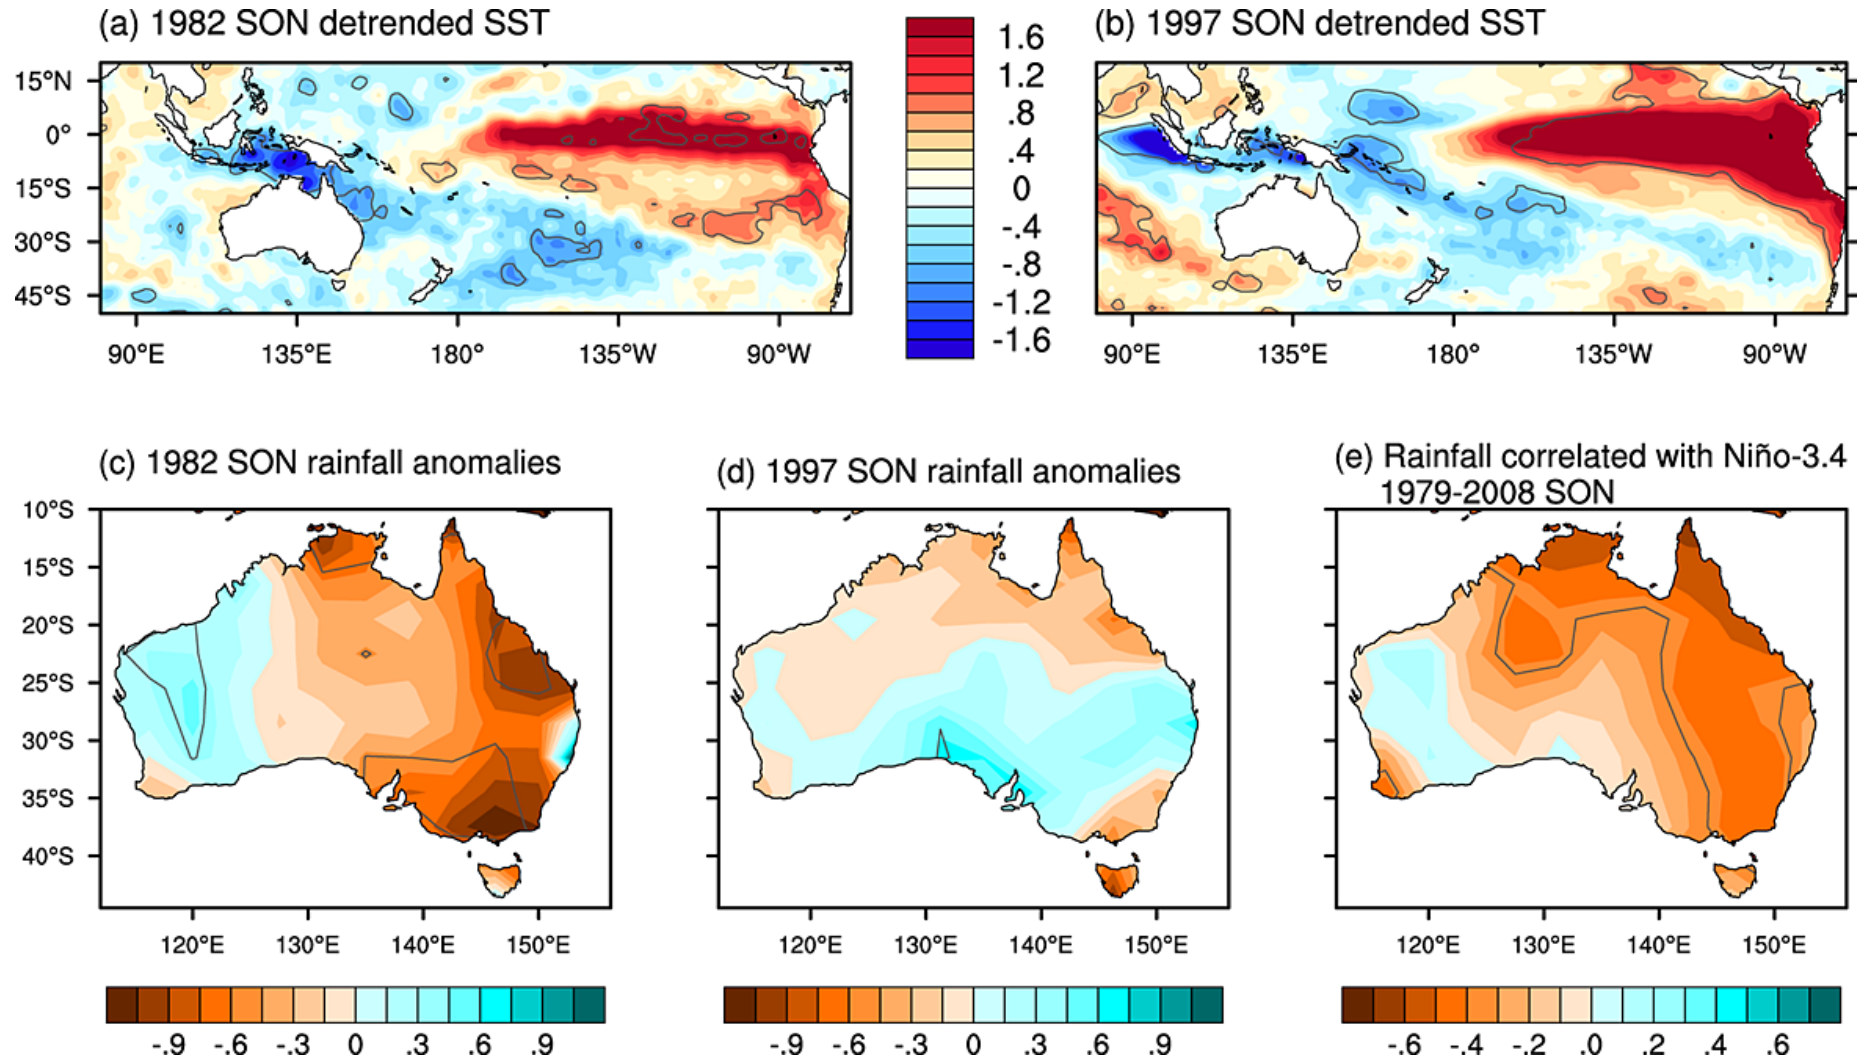 (a) 1982 SON detrended SST
(b) 1997 SON detrended SST
15°N
0°
15°S
30°S
45°S
90°E 135°E 180° 135°W 90°W
1.6
1.2
.8
.4
0
-.4
-.8
-1.2
-1.6
90°E 135°E 180° 135°W 90°W
(c) 1982 SON rainfall anomalies
(d) 1997 SON rainfall anomalies
(e) Rainfall correlated with Niño-3.4
1979-2008 SON
10°S
15°S
20°S
25°S
30°S
35°S
40°S
120°E 130°E 140°E 150°E
120°E 130°E 140°E 150°E
120°E 130°E 140°E 150°E
-.9 -.6 -.3 0 .3 .6 .9
-.9 -.6 -.3 0 .3 .6 .9
-.6 -.4 -.2 .0 .2 .4 .6